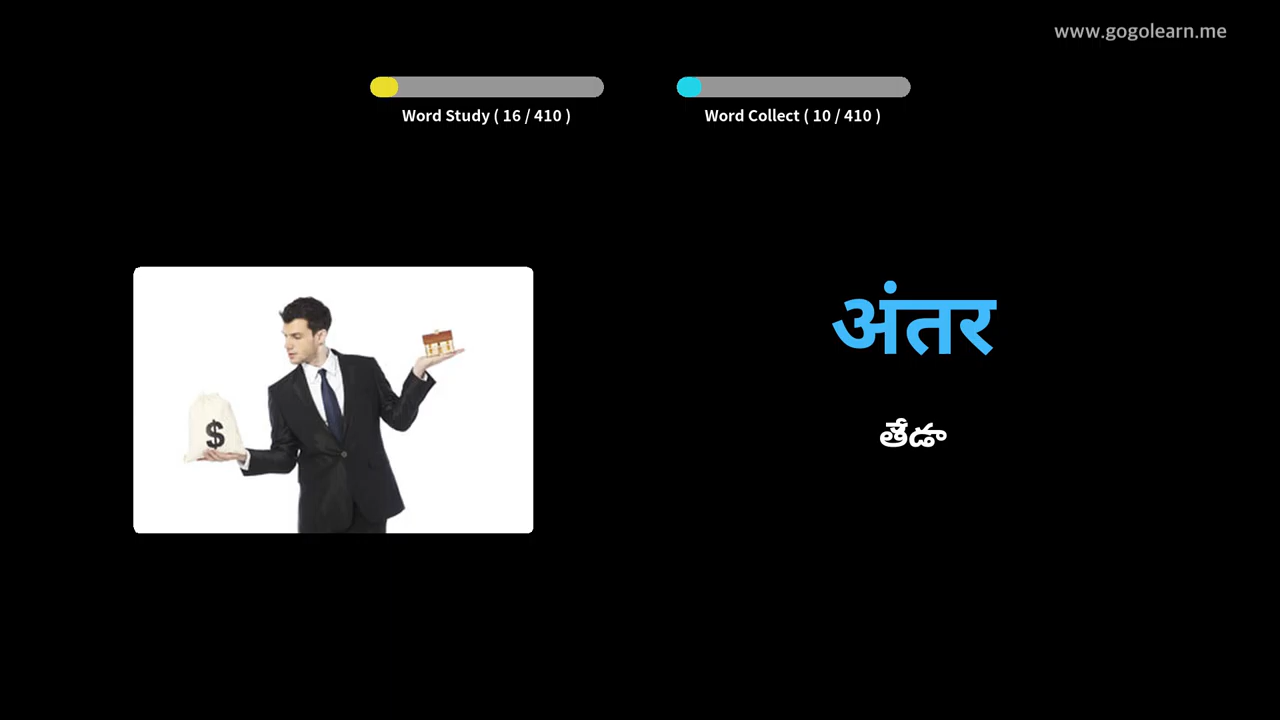 www.gogolearn.me
Word Study ( 16 / 410 )
Word Collect ( 10 / 410 )
$
अंतर
తేడా